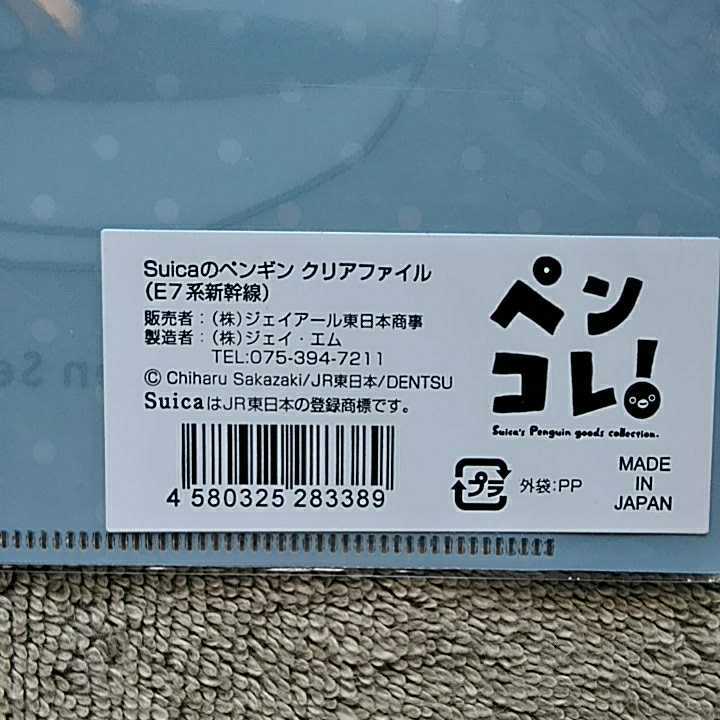 Suicaのペンギン クリアファイル
(E7系新幹線)
販売者：(株)ジェイアール東日本商事
製造者：(株)ジェイ・エム
TEL:075-394-7211
© Chiharu Sakazaki/JR東日本/DENTSU
SuicaはJR東日本の登録商標です。
4 580325 283389
ペンコレ!
Suica's Penguin goods collection.
プラ
外袋:PP
MADE
IN
JAPAN